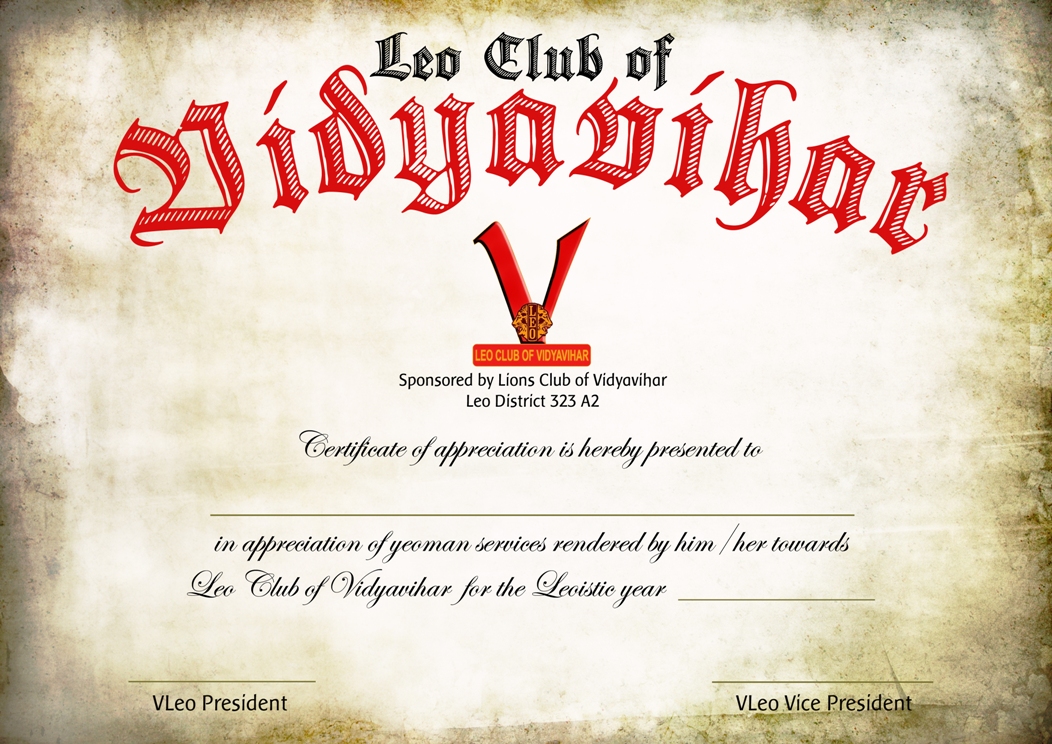 Leo Club of
Vidyavihar
LEO
LEO CLUB OF VIDYAVIHAR
Sponsored by Lions Club of Vidyavihar
Leo District 323 A2
Certificate of appreciation is hereby presented to
in appreciation of yeoman services rendered by him / her towards
Leo Club of Vidyavihar for the Leoistic year
VLeo President
VLeo Vice President